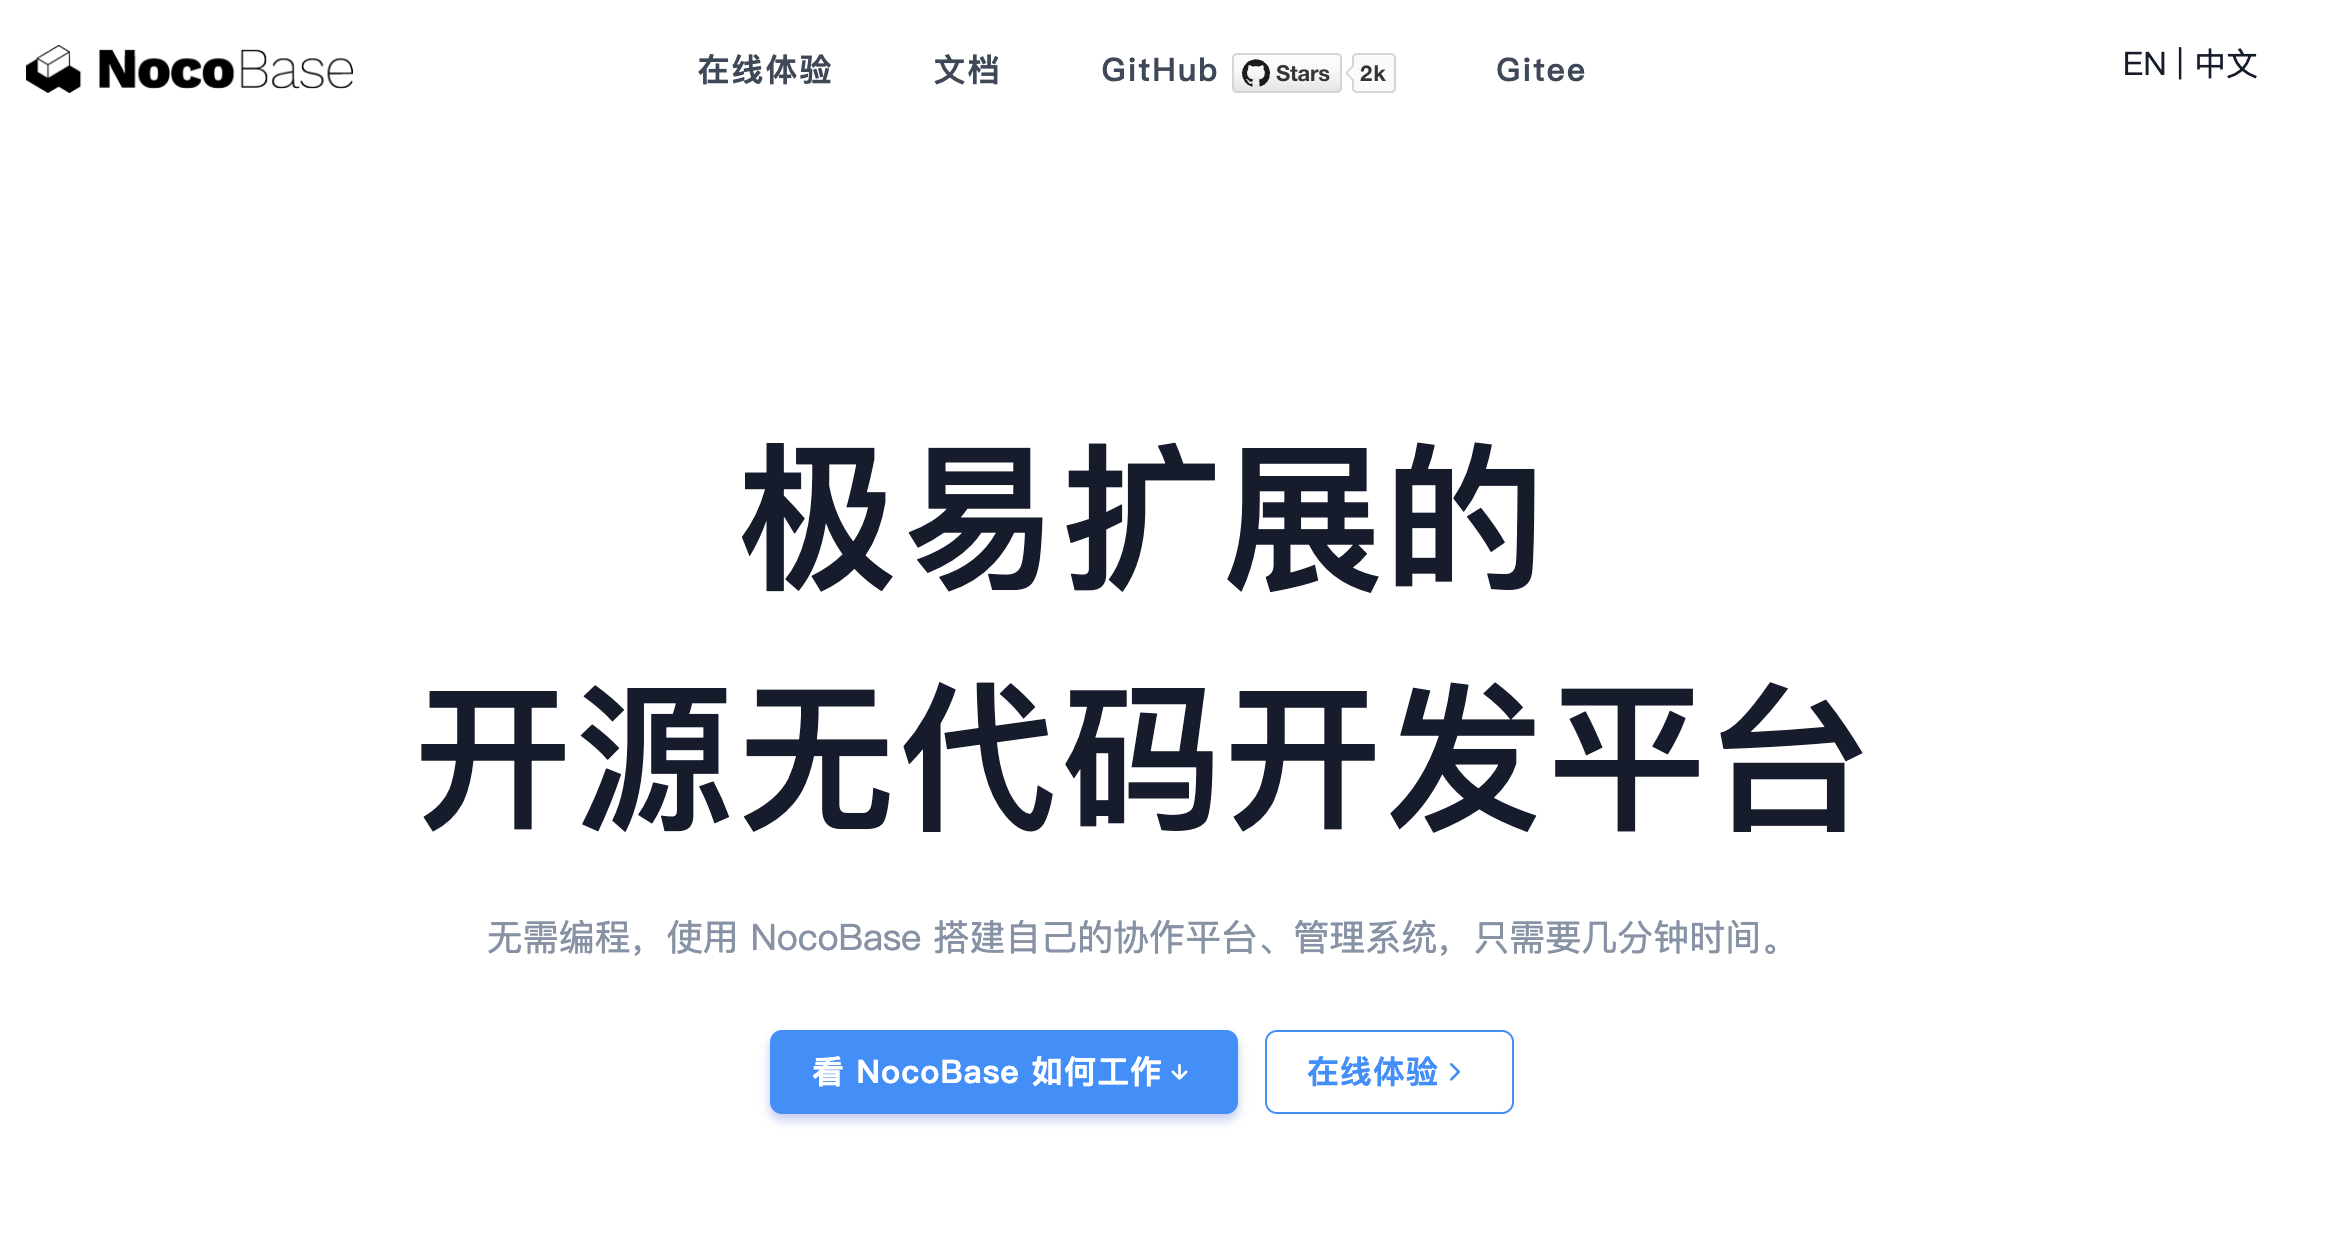 NocoBase 在线体验 文档 GitHub Stars 2k Gitee EN | 中文
极易扩展的
开源无代码开发平台
无需编程，使用 NocoBase 搭建自己的协作平台、管理系统，只需要几分钟时间。
看 NocoBase 如何工作 ↓ 在线体验 >